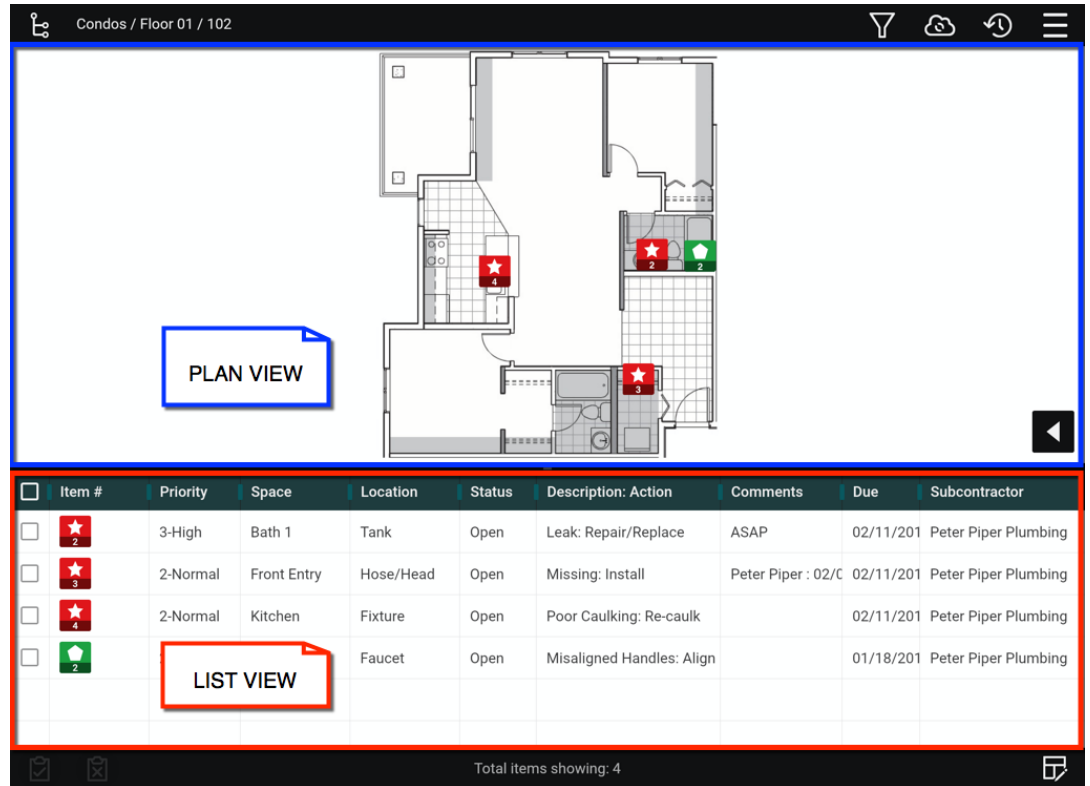 Condos / Floor 01 / 102
4
2
2
3
PLAN VIEW
Item # Priority Space Location Status Description: Action Comments Due Subcontractor
2 3-High Bath 1 Tank Open Leak: Repair/Replace ASAP 02/11/201 Peter Piper Plumbing
3 2-Normal Front Entry Hose/Head Open Missing: Install Peter Piper : 02/0 02/11/201 Peter Piper Plumbing
4 2-Normal Kitchen Fixture Open Poor Caulking: Re-caulk 02/11/201 Peter Piper Plumbing
2 Faucet Open Misaligned Handles: Align 01/18/201 Peter Piper Plumbing
LIST VIEW
Total items showing: 4